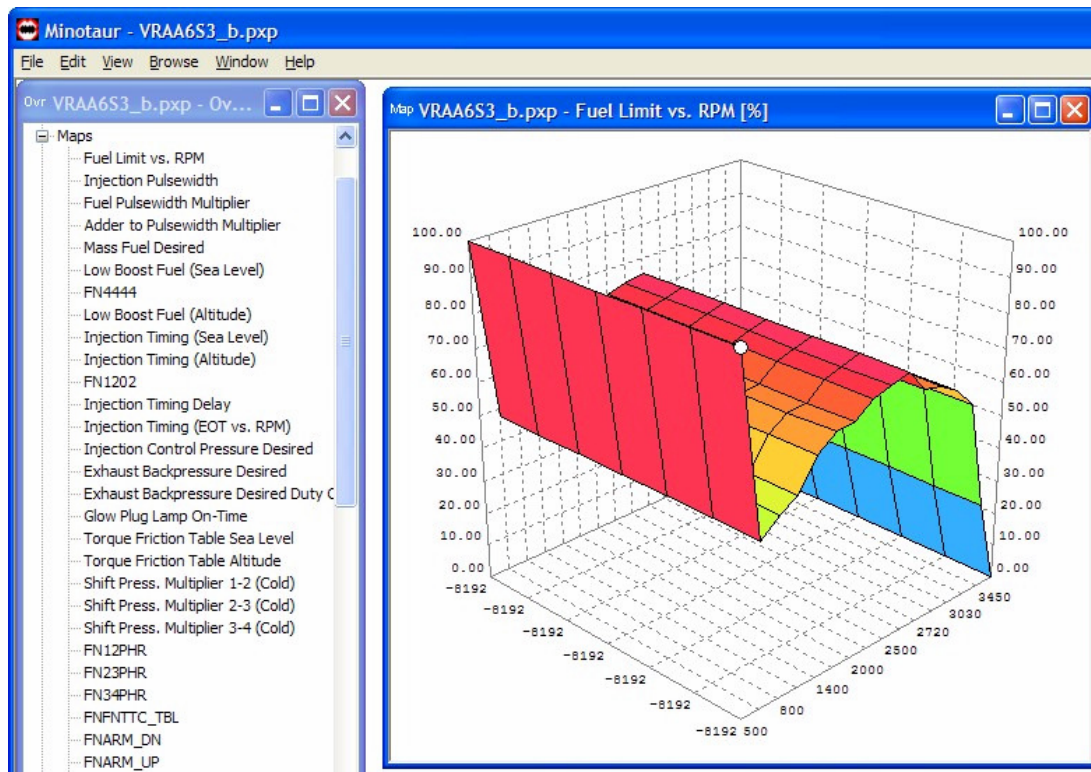 Minotaur - VRAA6S3_b.pxp
File Edit View Browse Window Help
Ovr VRAA6S3_b.pxp - Ov...
Maps
Fuel Limit vs. RPM
Injection Pulsewidth
Fuel Pulsewidth Multiplier
Adder to Pulsewidth Multiplier
Mass Fuel Desired
Low Boost Fuel (Sea Level)
FN4444
Low Boost Fuel (Altitude)
Injection Timing (Sea Level)
Injection Timing (Altitude)
FN1202
Injection Timing Delay
Injection Timing (EOT vs. RPM)
Injection Control Pressure Desired
Exhaust Backpressure Desired
Exhaust Backpressure Desired Duty C
Glow Plug Lamp On-Time
Torque Friction Table Sea Level
Torque Friction Table Altitude
Shift Press. Multiplier 1-2 (Cold)
Shift Press. Multiplier 2-3 (Cold)
Shift Press. Multiplier 3-4 (Cold)
FN12PHR
FN23PHR
FN34PHR
FNFNTTC_TBL
FNARM_DN
FNARM_UP
Map VRAA6S3_b.pxp - Fuel Limit vs. RPM [%]
100.00 100.00
90.00 90.00
80.00 80.00
70.00 70.00
60.00 60.00
50.00 50.00
40.00 40.00
30.00 30.00
20.00 20.00
10.00 10.00
0.00 0.00
-8192 3450
-8192 3030
-8192 2720
-8192 2500
-8192 2000
-8192 1400
800
-8192 500